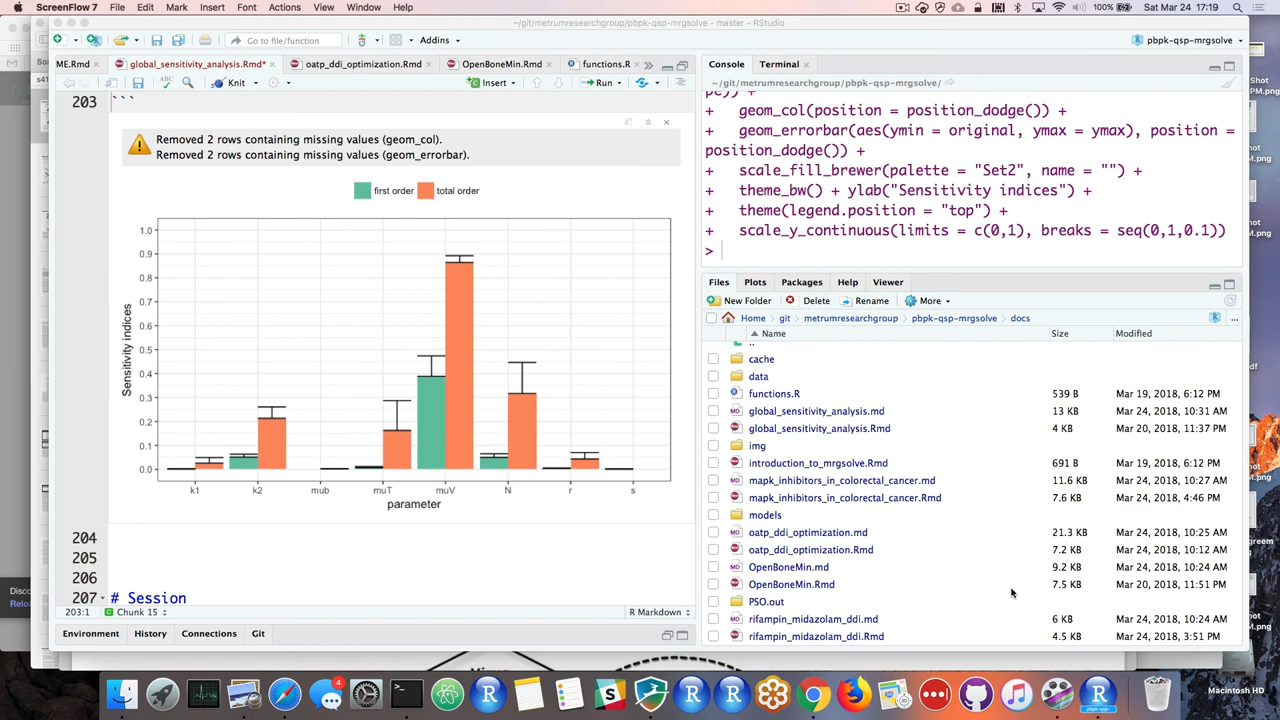 ScreenFlow 7 File Edit Mark Insert Font Actions Arrange View Window Help 100% Sat Mar 24 17:19
~/git/metrumresearchgroup/pbpk-qsp-mrgsolve - master - RStudio
Go to file/function Addins pbpk-qsp-mrgsolve
ME.Rmd global_sensitivity_analysis.Rmd* oatp_ddi_optimization.Rmd OpenBoneMin.Rmd functions.R
Knit Insert Run
203 ```
Removed 2 rows containing missing values (geom_col).
Removed 2 rows containing missing values (geom_errorbar).
first order total order
1.0
0.9
0.8
0.7
0.6
0.5
0.4
0.3
0.2
0.1
0.0
Sensitivity indices
k1 k2 mub muT muV N r s
parameter
204
205
206
207 # Session
203:1 Chunk 15 R Markdown
Environment History Connections Git
Console Terminal
~/git/metrumresearchgroup/pbpk-qsp-mrgsolve/
pe)) +
+ geom_col(position = position_dodge()) +
+ geom_errorbar(aes(ymin = original, ymax = ymax), position =
position_dodge()) +
+ scale_fill_brewer(palette = "Set2", name = "") +
+ theme_bw() + ylab("Sensitivity indices") +
+ theme(legend.position = "top") +
+ scale_y_continuous(limits = c(0,1), breaks = seq(0,1,0.1))
>
Files Plots Packages Help Viewer
New Folder Delete Rename More
Home git metrumresearchgroup pbpk-qsp-mrgsolve docs ...
Name Size Modified
..
cache
data
functions.R 539 B Mar 19, 2018, 6:12 PM
global_sensitivity_analysis.md 13 KB Mar 24, 2018, 10:31 AM
global_sensitivity_analysis.Rmd 4 KB Mar 20, 2018, 11:37 PM
img
introduction_to_mrgsolve.Rmd 691 B Mar 19, 2018, 6:12 PM
mapk_inhibitors_in_colorectal_cancer.md 11.6 KB Mar 24, 2018, 10:27 AM
mapk_inhibitors_in_colorectal_cancer.Rmd 7.6 KB Mar 24, 2018, 4:46 PM
models
oatp_ddi_optimization.md 21.3 KB Mar 24, 2018, 10:25 AM
oatp_ddi_optimization.Rmd 7.2 KB Mar 24, 2018, 10:12 AM
OpenBoneMin.md 9.2 KB Mar 24, 2018, 10:24 AM
OpenBoneMin.Rmd 7.5 KB Mar 20, 2018, 11:51 PM
PSO.out
rifampin_midazolam_ddi.md 6 KB Mar 24, 2018, 10:24 AM
rifampin_midazolam_ddi.Rmd 4.5 KB Mar 24, 2018, 3:51 PM
Disco
Relo
Shot
PM.png
Macintosh HD
4